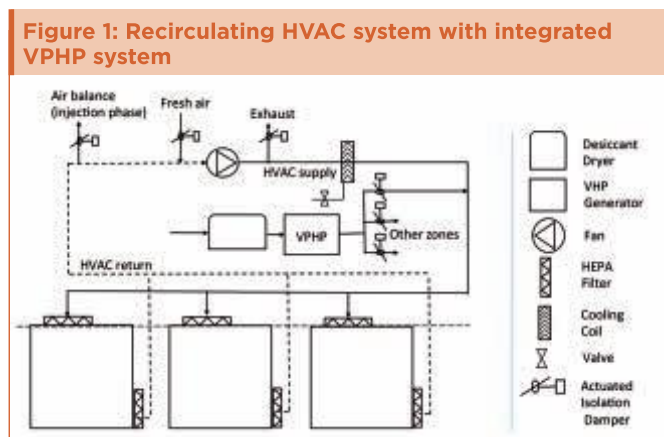 Figure 1: Recirculating HVAC system with integrated
VPHP system
Air balance
(injection phase)
Fresh air
Exhaust
HVAC supply
VPHP
Other zones
HVAC return
Desiccant
Dryer
VHP
Generator
Fan
HEPA
Filter
Cooling
Coil
Valve
Actuated
Isolation
Damper